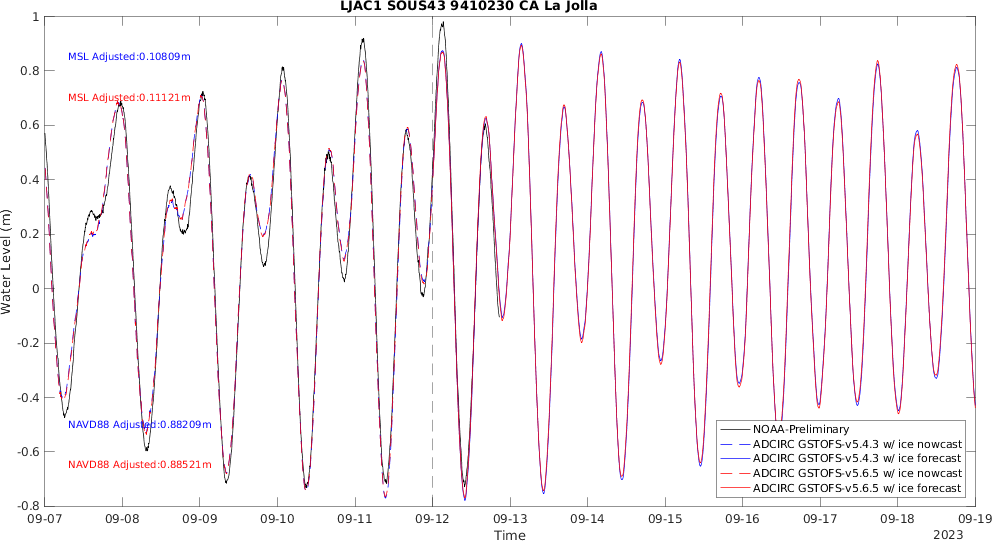 LJAC1 SOUS43 9410230 CA La Jolla
1
0.8
0.6
0.4
0.2
0
-0.2
-0.4
-0.6
-0.8
Water Level (m)
MSL Adjusted:0.10809m
MSL Adjusted:0.11121m
NAVD88 Adjusted:0.88209m
NAVD88 Adjusted:0.88521m
NOAA-Preliminary
ADCIRC GSTOFS-v5.4.3 w/ ice nowcast
ADCIRC GSTOFS-v5.4.3 w/ ice forecast
ADCIRC GSTOFS-v5.6.5 w/ ice nowcast
ADCIRC GSTOFS-v5.6.5 w/ ice forecast
09-07 09-08 09-09 09-10 09-11 09-12 09-13 09-14 09-15 09-16 09-17 09-18 09-19
Time
2023